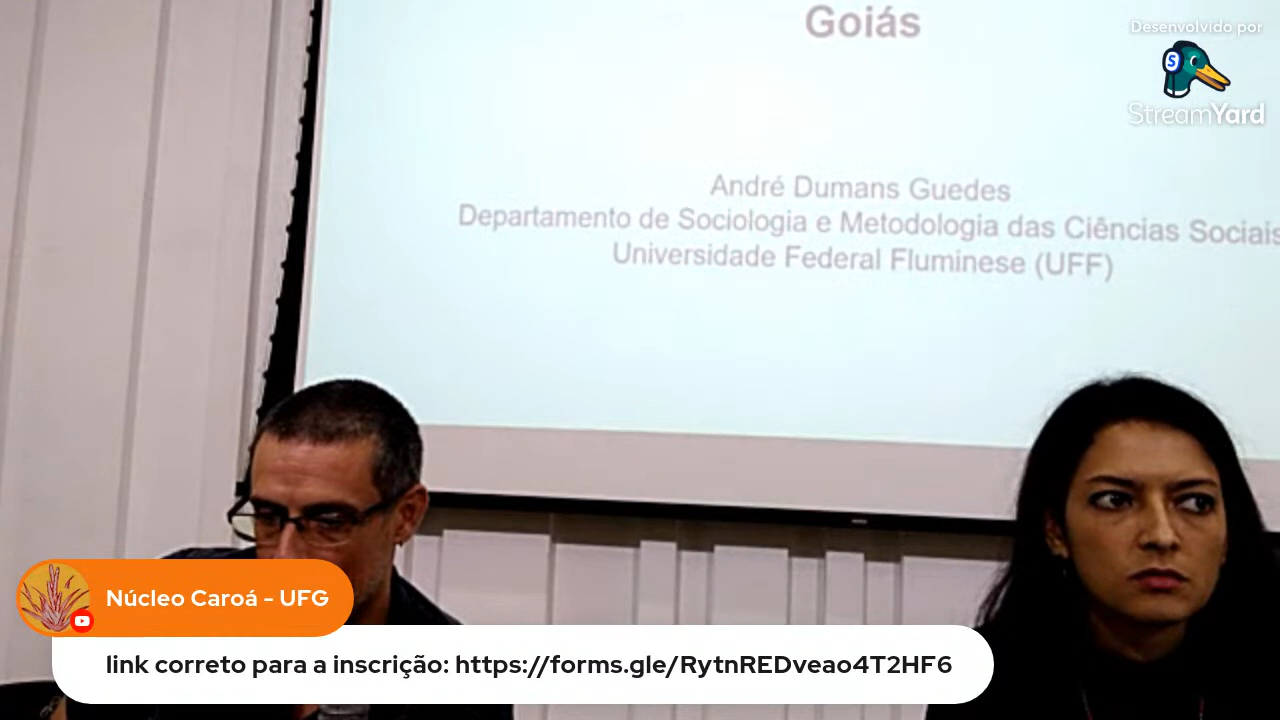 Goiás
Desenvolvido por
StreamYard
André Dumans Guedes
Departamento de Sociologia e Metodologia das Ciências Sociais
Universidade Federal Fluminese (UFF)
Núcleo Caroá - UFG
link correto para a inscrição: https://forms.gle/RytnREDveao4T2HF6